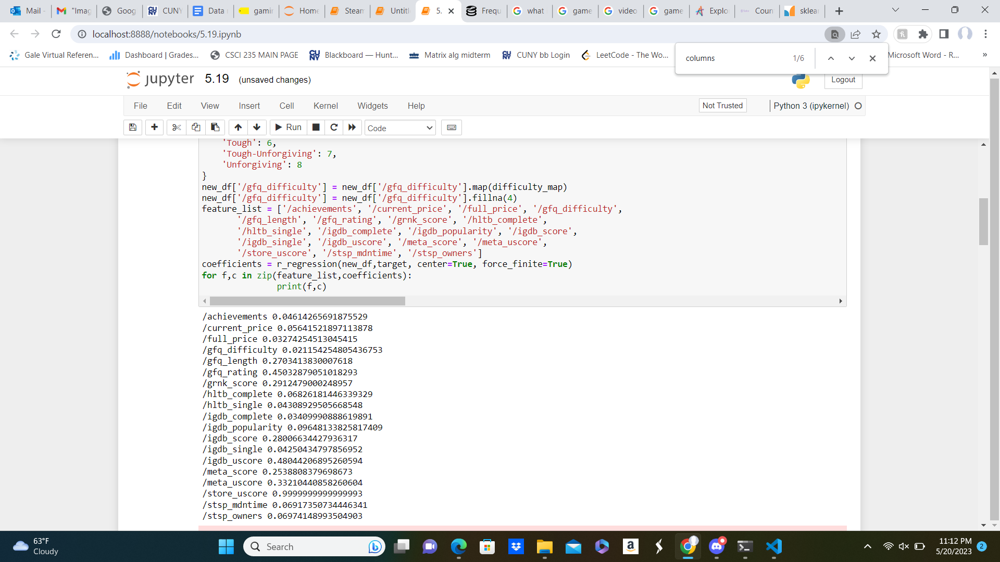 Mail -
"Imag
Goog
CUNY
Data
gamin
Home
Steam
Untitl
5.
Frequ
what
game
video
game
Explo
Coun
sklear
localhost:8888/notebooks/5.19.ipynb
Gale Virtual Referen...
Dashboard | Grades...
CSCI 235 MAIN PAGE
Blackboard — Hunt...
Matrix alg midterm
CUNY bb Login
LeetCode - The Wo...
Microsoft Word - R...
»
columns 1/6
jupyter 5.19 (unsaved changes)
Logout
File Edit View Insert Cell Kernel Widgets Help
Not Trusted
Python 3 (ipykernel)
Run
Code
'Tough': 6,
'Tough-Unforgiving': 7,
'Unforgiving': 8
}
new_df['/gfq_difficulty'] = new_df['/gfq_difficulty'].map(difficulty_map)
new_df['/gfq_difficulty'] = new_df['/gfq_difficulty'].fillna(4)
feature_list = ['/achievements', '/current_price', '/full_price', '/gfq_difficulty',
'/gfq_length', '/gfq_rating', '/grnk_score', '/hltb_complete',
'/hltb_single', '/igdb_complete', '/igdb_popularity', '/igdb_score',
'/igdb_single', '/igdb_uscore', '/meta_score', '/meta_uscore',
'/store_uscore', '/stsp_mdntime', '/stsp_owners']
coefficients = r_regression(new_df,target, center=True, force_finite=True)
for f,c in zip(feature_list,coefficients):
print(f,c)
/achievements 0.04614265691875529
/current_price 0.05641521897113878
/full_price 0.03274254513045415
/gfq_difficulty 0.021154254805436753
/gfq_length 0.2703413830007618
/gfq_rating 0.45032879051018293
/grnk_score 0.2912479000248957
/hltb_complete 0.06826181446339329
/hltb_single 0.04308929505668548
/igdb_complete 0.03409990888619891
/igdb_popularity 0.09648133825817409
/igdb_score 0.28006634427936317
/igdb_single 0.04250434797856952
/igdb_uscore 0.48044206895260594
/meta_score 0.2538808379698673
/meta_uscore 0.33210440858260604
/store_uscore 0.9999999999999993
/stsp_mdntime 0.06917350734446341
/stsp_owners 0.06974148993504903
63°F
Cloudy
Search
11:12 PM
5/20/2023
2